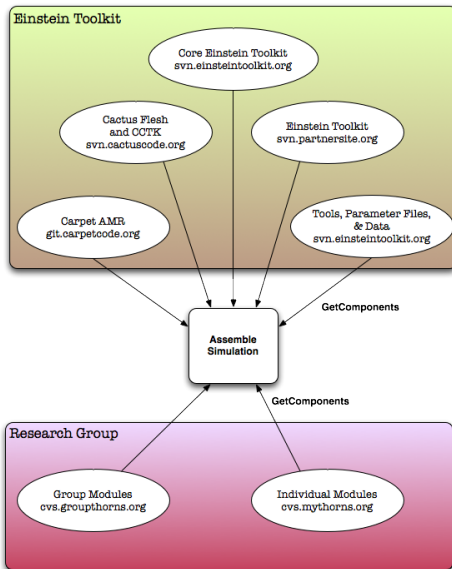 Einstein Toolkit
Core Einstein Toolkit
svn.einsteintoolkit.org
Cactus Flesh
and CCTK
svn.cactuscode.org
Einstein Toolkit
svn.partnersite.org
Carpet AMR
git.carpetcode.org
Tools, Parameter Files,
& Data
svn.einsteintoolkit.org
GetComponents
Assemble
Simulation
GetComponents
Research Group
Group Modules
cvs.groupthorns.org
Individual Modules
cvs.mythorns.org